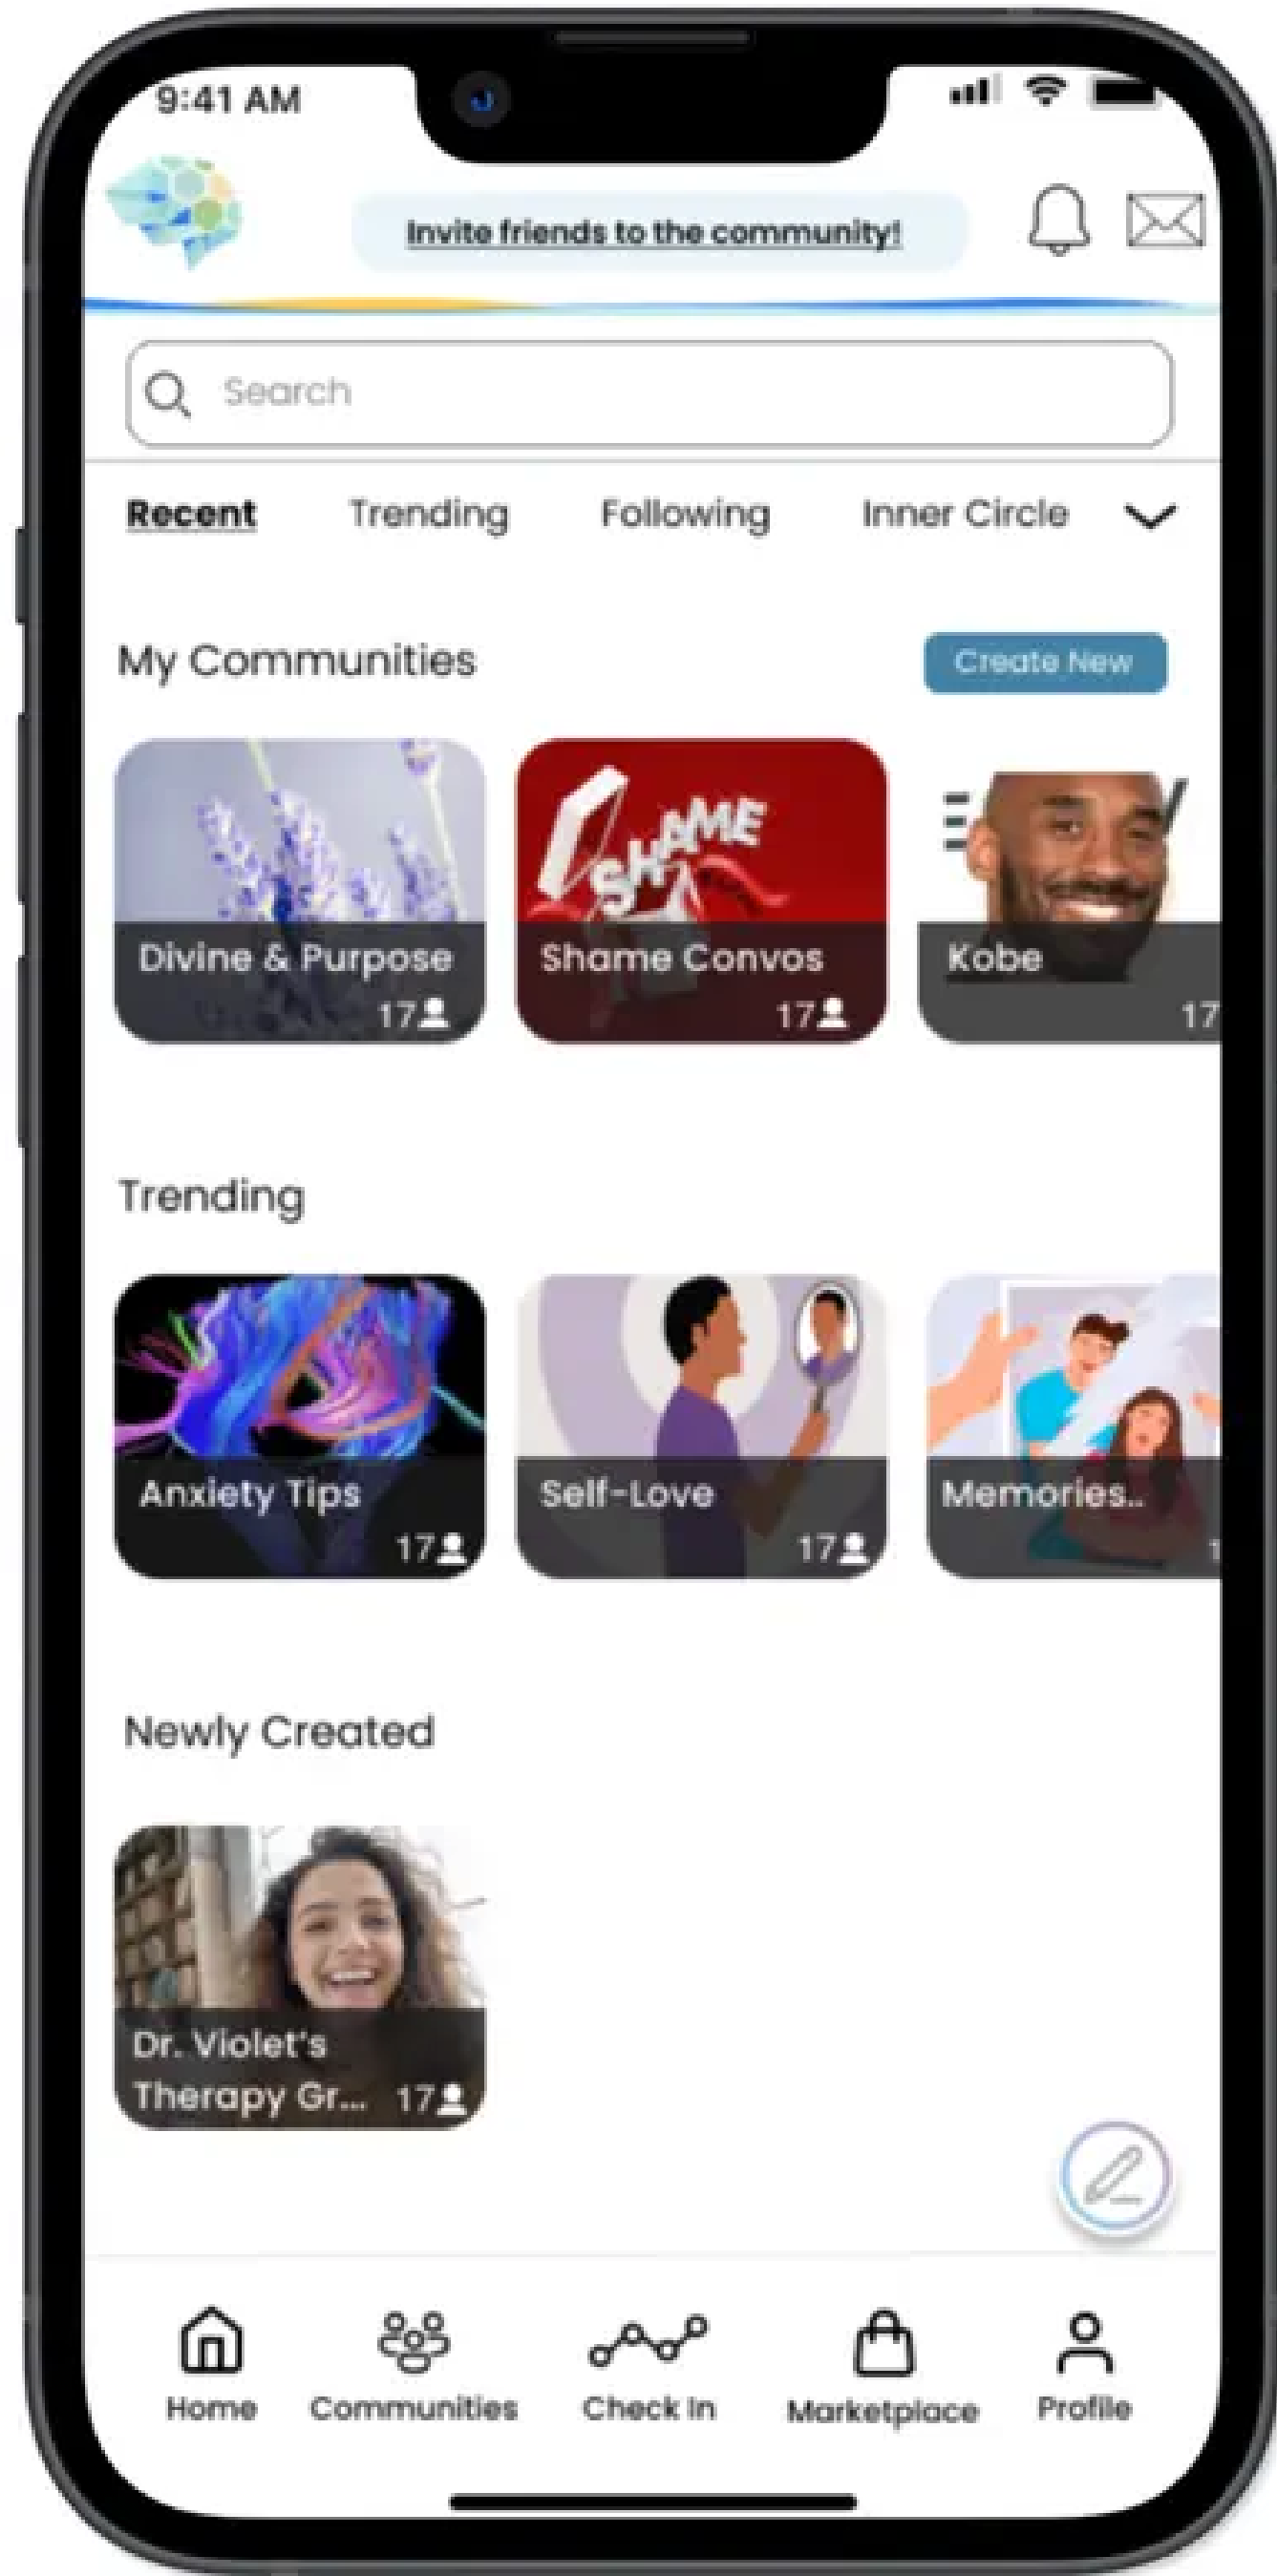 9:41 AM
Invite friends to the community!
Search
Recent Trending Following Inner Circle
My Communities Create New
SHAME
Divine & Purpose Shame Convos Kobe
17 17 17
Trending
Anxiety Tips Self-Love Memories..
17 17
Newly Created
Dr. Violet's
Therapy Gr... 17
Home Communities Check In Marketplace Profile